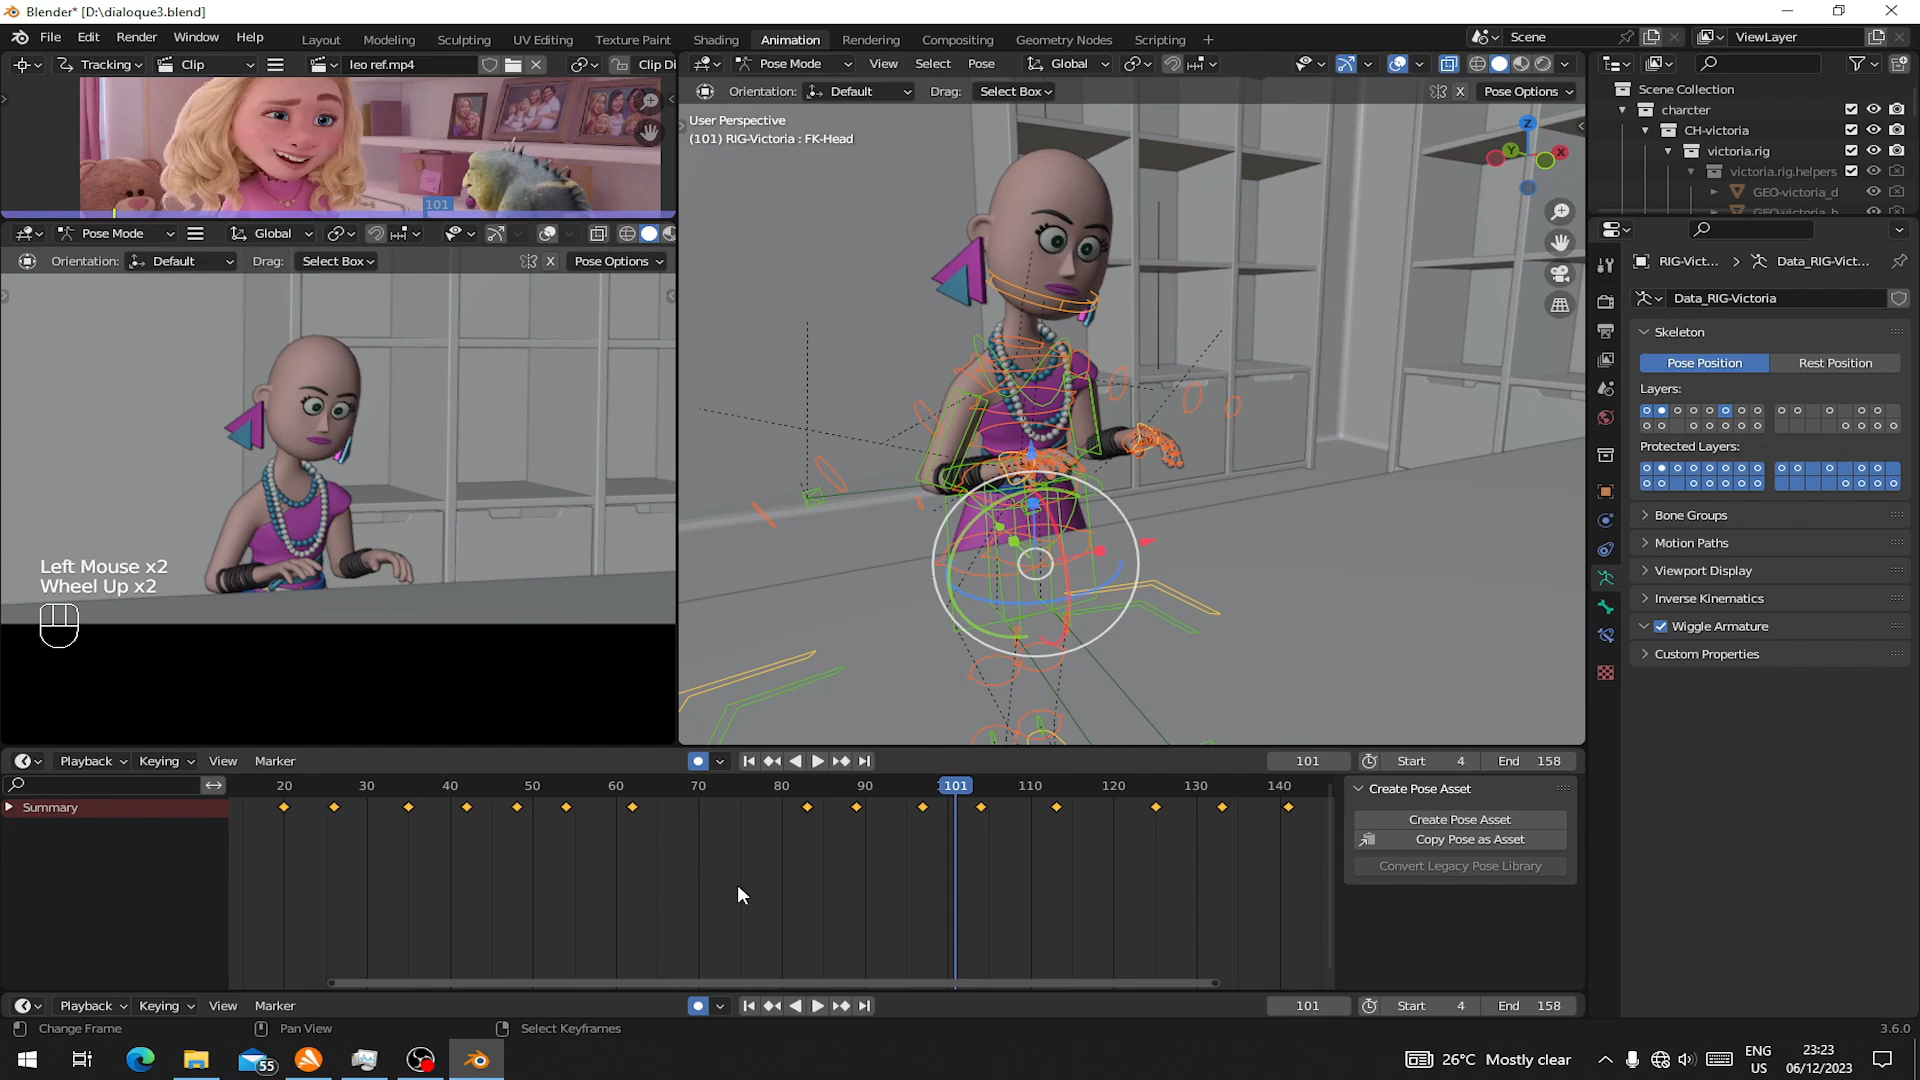 Blender* [D:\dialoque3.blend]
File Edit Render Window Help
Layout Modeling Sculpting UV Editing Texture Paint Shading Animation Rendering Compositing Geometry Nodes Scripting +
Scene
ViewLayer
Tracking Clip leo ref.mp4 Clip Di
Pose Mode View Select Pose Global
Orientation: Default Drag: Select Box X Pose Options
User Perspective
(101) RIG-Victoria : FK-Head
Z
Y
X
101
Pose Mode Global
Orientation: Default Drag: Select Box X Pose Options
Left Mouse x2
Wheel Up x2
Scene Collection
charcter
CH-victoria
victoria.rig
victoria.rig.helpers
GEO-victoria_d
RIG-Vict... > Data_RIG-Vict...
Data_RIG-Victoria
Skeleton
Pose Position Rest Position
Layers:
Protected Layers:
Bone Groups
Motion Paths
Viewport Display
Inverse Kinematics
Wiggle Armature
Custom Properties
Playback Keying View Marker 101 Start 4 End 158
20 30 40 50 60 70 80 90 101 110 120 130 140
Summary
Create Pose Asset
Create Pose Asset
Copy Pose as Asset
Convert Legacy Pose Library
Playback Keying View Marker 101 Start 4 End 158
Change Frame Pan View Select Keyframes 3.6.0
55
26°C Mostly clear
ENG
US
23:23
06/12/2023